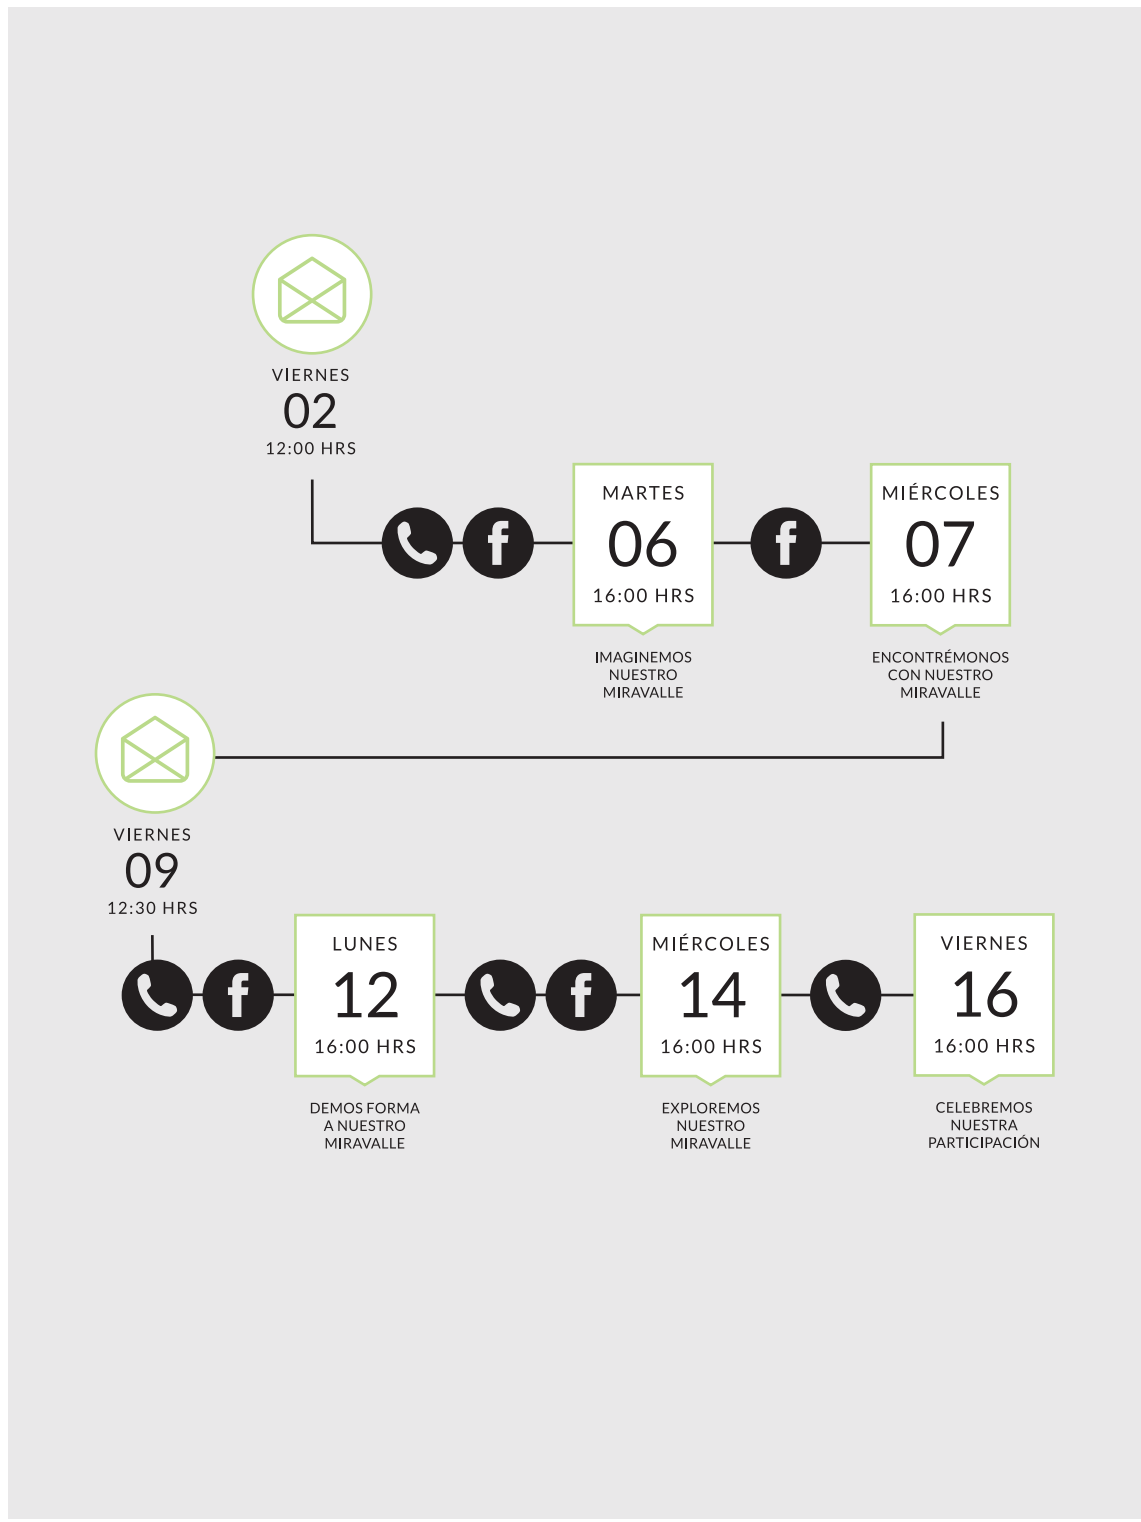 VIERNES
02
12:00 HRS
MARTES
06
16:00 HRS
IMAGINEMOS
NUESTRO
MIRAVALLE
MIÉRCOLES
07
16:00 HRS
ENCONTRÉMONOS
CON NUESTRO
MIRAVALLE
VIERNES
09
12:30 HRS
LUNES
12
16:00 HRS
DEMOS FORMA
A NUESTRO
MIRAVALLE
MIÉRCOLES
14
16:00 HRS
EXPLOREMOS
NUESTRO
MIRAVALLE
VIERNES
16
16:00 HRS
CELEBREMOS
NUESTRA
PARTICIPACIÓN